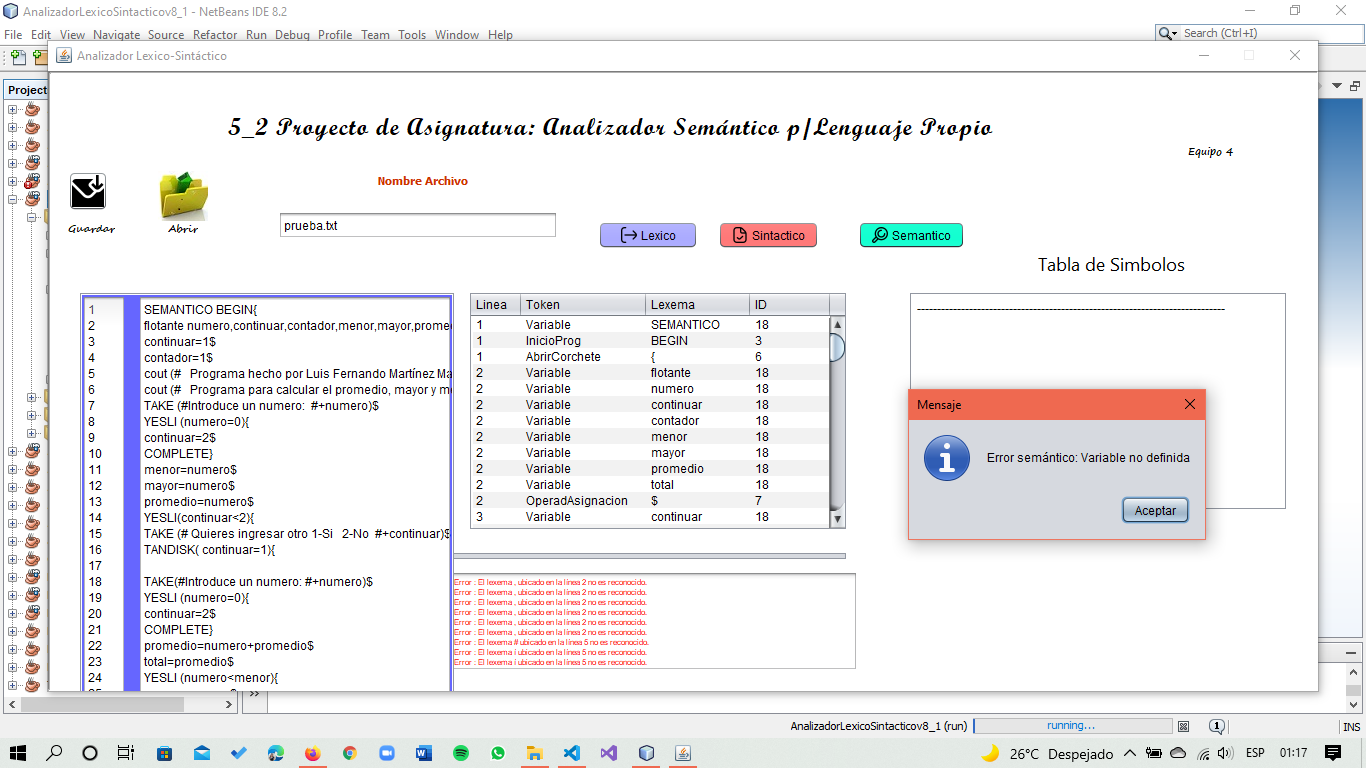 AnalizadorLexicoSintacticov8_1 - NetBeans IDE 8.2
File Edit View Navigate Source Refactor Run Debug Profile Team Tools Window Help
Search (Ctrl+I)
Analizador Lexico-Sintáctico
Project
5_2 Proyecto de Asignatura: Analizador Semántico p/Lenguaje Propio
Equipo 4
Nombre Archivo
Guardar
Abrir
prueba.txt
Lexico
Sintactico
Semantico
Tabla de Simbolos
1 SEMANTICO BEGIN{
2 flotante numero,continuar,contador,menor,mayor,prome
3 continuar=1$
4 contador=1$
5 cout (# Programa hecho por Luis Fernando Martínez Ma
6 cout (# Programa para calcular el promedio, mayor y m
7 TAKE (#Introduce un numero: #+numero)$
8 YESLI (numero=0){
9 continuar=2$
10 COMPLETE}
11 menor=numero$
12 mayor=numero$
13 promedio=numero$
14 YESLI(continuar<2){
15 TAKE (# Quieres ingresar otro 1-Si 2-No #+continuar)$
16 TANDISK( continuar=1){
17
18 TAKE(#Introduce un numero: #+numero)$
19 YESLI (numero=0){
20 continuar=2$
21 COMPLETE}
22 promedio=numero+promedio$
23 total=promedio$
24 YESLI (numero<menor){
Linea Token Lexema ID
1 Variable SEMANTICO 18
1 InicioProg BEGIN 3
1 AbrirCorchete { 6
2 Variable flotante 18
2 Variable numero 18
2 Variable continuar 18
2 Variable contador 18
2 Variable menor 18
2 Variable mayor 18
2 Variable promedio 18
2 Variable total 18
2 OperadAsignacion $ 7
3 Variable continuar 18
Error : El lexema , ubicado en la línea 2 no es reconocido.
Error : El lexema , ubicado en la línea 2 no es reconocido.
Error : El lexema , ubicado en la línea 2 no es reconocido.
Error : El lexema , ubicado en la línea 2 no es reconocido.
Error : El lexema , ubicado en la línea 2 no es reconocido.
Error : El lexema , ubicado en la línea 2 no es reconocido.
Error : El lexema # ubicado en la línea 5 no es reconocido.
Error : El lexema í ubicado en la línea 5 no es reconocido.
Error : El lexema í ubicado en la línea 5 no es reconocido.
Mensaje
Error semántico: Variable no definida
Aceptar
AnalizadorLexicoSintacticov8_1 (run)
running...
1
INS
26°C Despejado
ESP
01:17